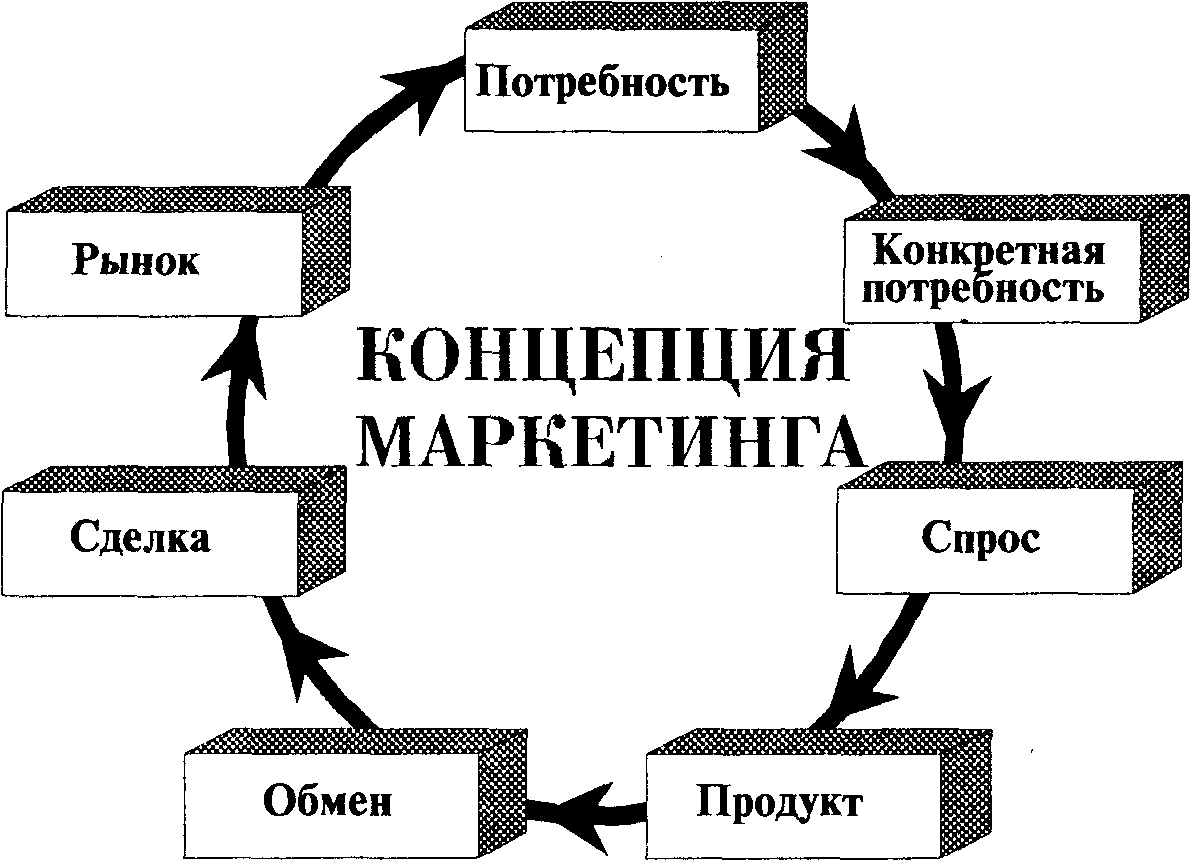 Потребность
Конкретная
потребность
Спрос
Продукт
Обмен
Сделка
Рынок
КОНЦЕПЦИЯ
МАРКЕТИНГА